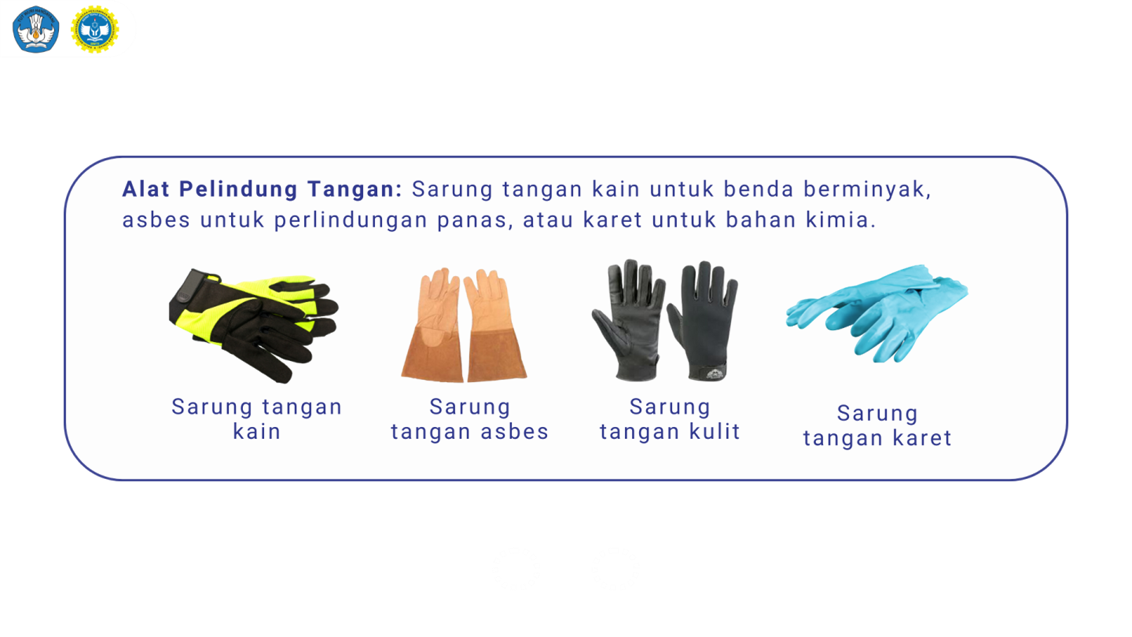 Alat Pelindung Tangan: Sarung tangan kain untuk benda berminyak,
asbes untuk perlindungan panas, atau karet untuk bahan kimia.
Sarung tangan
kain
Sarung
tangan asbes
Sarung
tangan kulit
Sarung
tangan karet